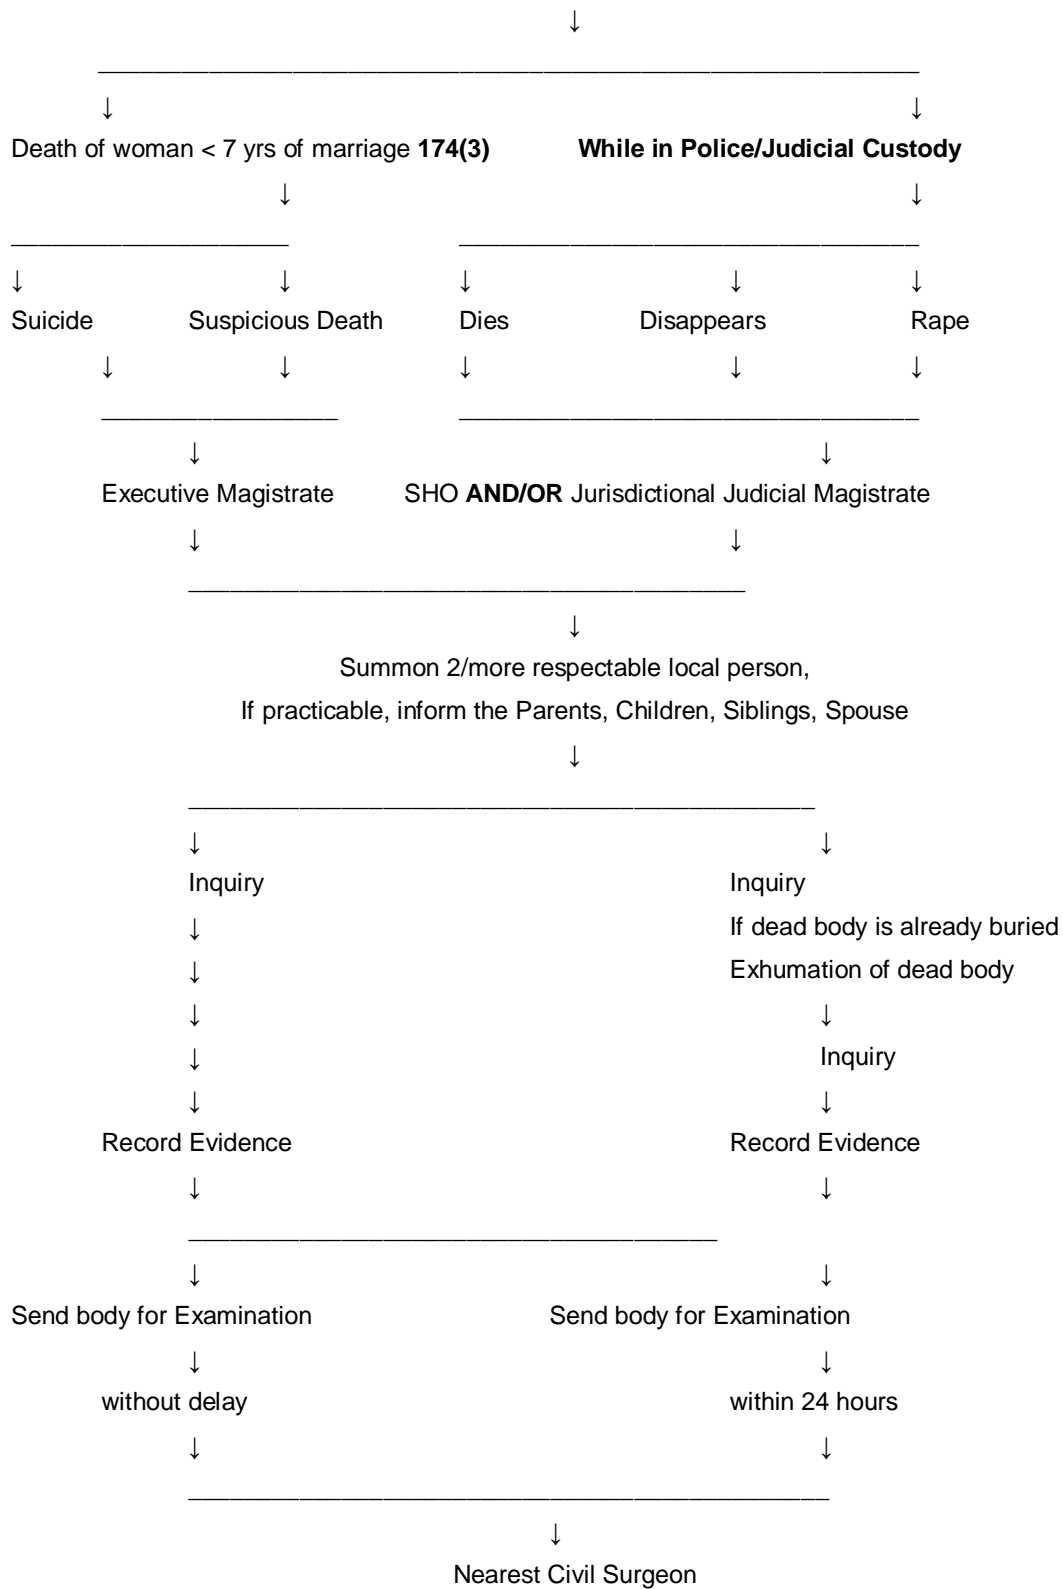 ↓
↓ ↓
Death of woman < 7 yrs of marriage 174(3) While in Police/Judicial Custody
↓ ↓
↓ ↓ ↓ ↓ ↓
Suicide Suspicious Death Dies Disappears Rape
↓ ↓ ↓ ↓ ↓
↓ ↓
Executive Magistrate SHO AND/OR Jurisdictional Judicial Magistrate
↓ ↓
↓
Summon 2/more respectable local person,
If practicable, inform the Parents, Children, Siblings, Spouse
↓
↓ ↓
Inquiry Inquiry
↓ If dead body is already buried
↓ Exhumation of dead body
↓ ↓
↓ Inquiry
↓ ↓
Record Evidence Record Evidence
↓ ↓
↓ ↓
Send body for Examination Send body for Examination
↓ ↓
without delay within 24 hours
↓ ↓
↓
Nearest Civil Surgeon